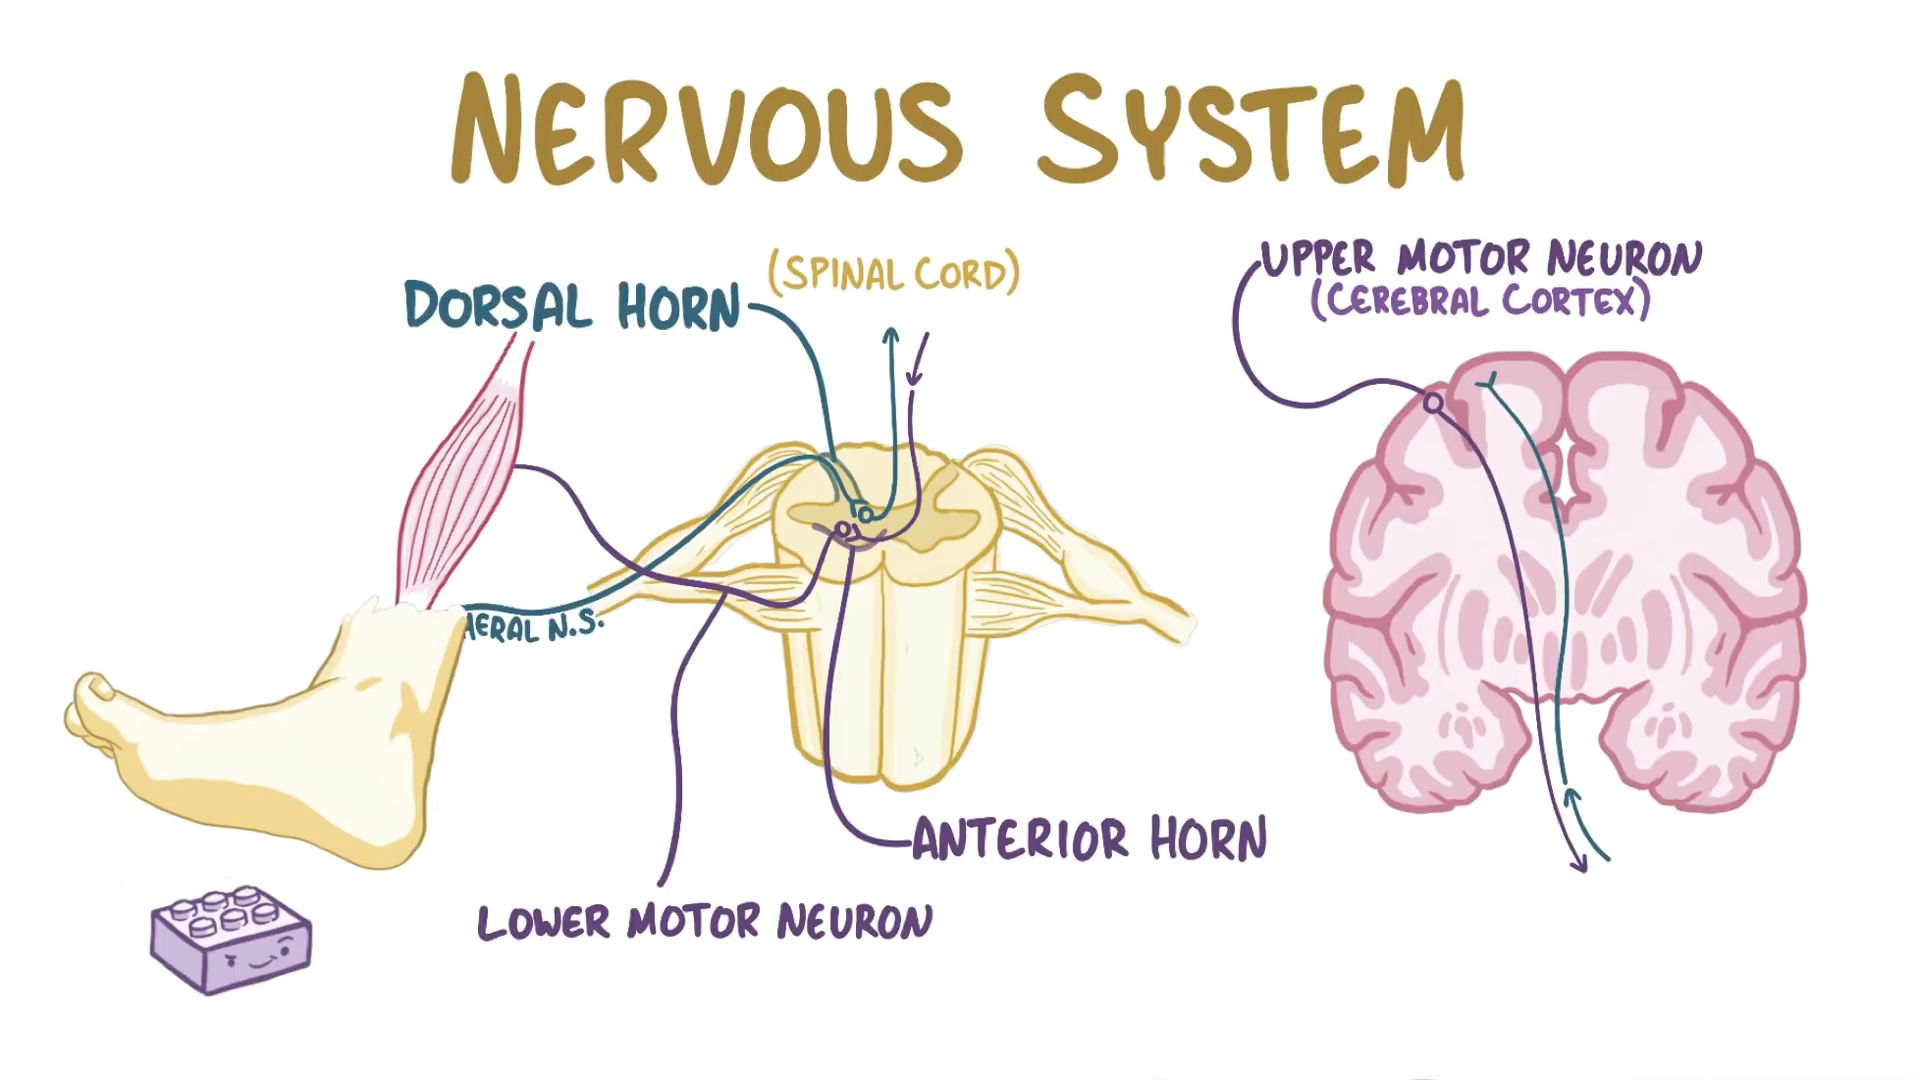 NERVOUS SYSTEM
(SPINAL CORD)
DORSAL HORN
UPPER MOTOR NEURON
(CEREBRAL CORTEX)
N.S.
ANTERIOR HORN
LOWER MOTOR NEURON